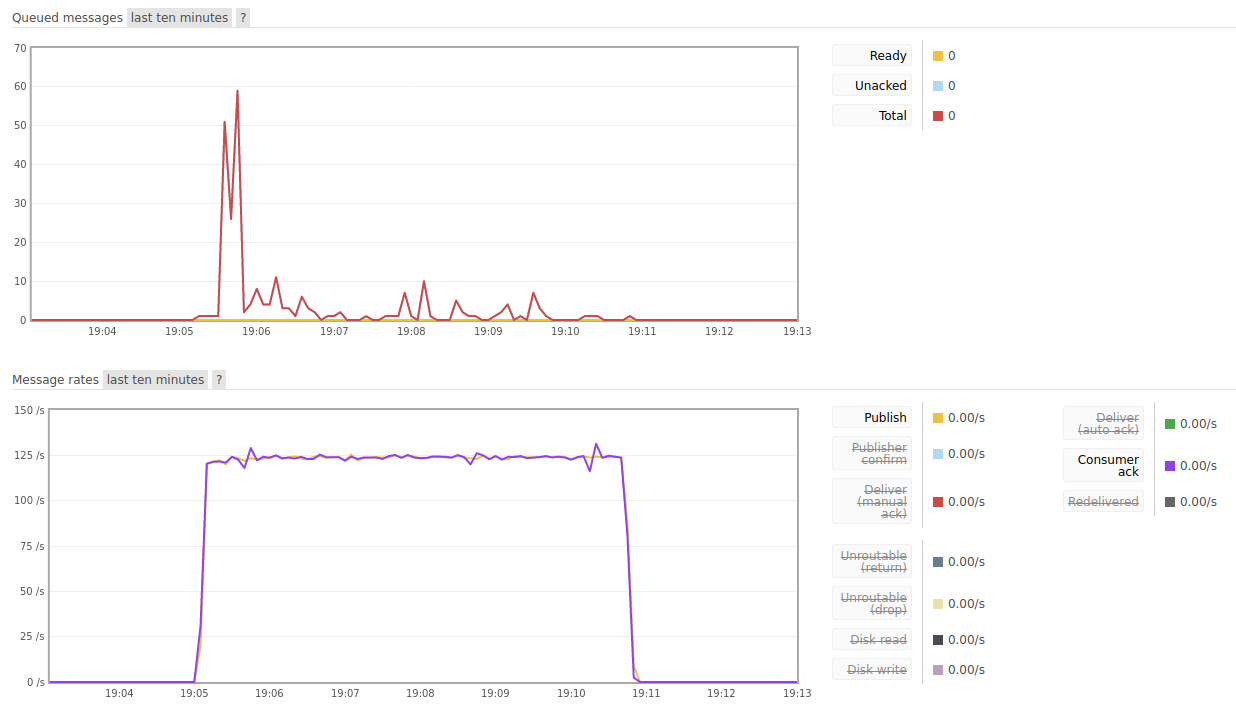 Queued messages last ten minutes ?
70
60
50
40
30
20
10
0
19:04 19:05 19:06 19:07 19:08 19:09 19:10 19:11 19:12 19:13
Ready 0
Unacked 0
Total 0
Message rates last ten minutes ?
150 /s
125 /s
100 /s
75 /s
50 /s
25 /s
0 /s
19:04 19:05 19:06 19:07 19:08 19:09 19:10 19:11 19:12 19:13
Publish 0.00/s
Publisher
confirm 0.00/s
Deliver
(manual
ack) 0.00/s
Unroutable
(return) 0.00/s
Unroutable
(drop) 0.00/s
Disk read 0.00/s
Disk write 0.00/s
Deliver
(auto ack) 0.00/s
Consumer
ack 0.00/s
Redelivered 0.00/s